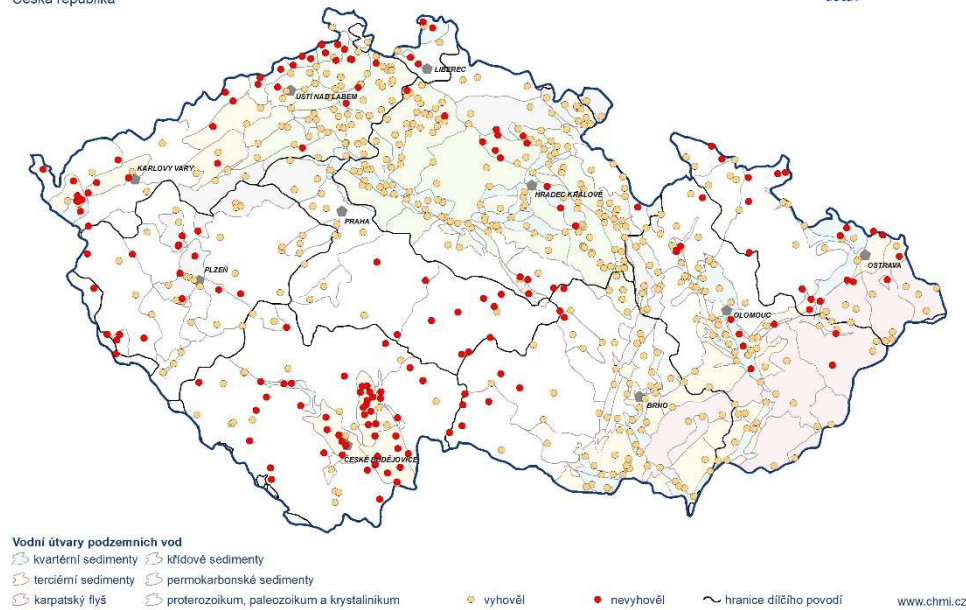 Česká republika
LIBEREC
ÚSTÍ NAD LABEM
KARLOVY VARY
HRADEC KRÁLOVÉ
PRAHA
PLZEŇ
OSTRAVA
OLOMOUC
BRNO
ČESKÉ BUDĚJOVICE
Vodní útvary podzemních vod
kvartérní sedimenty křídové sedimenty
terciérní sedimenty permokarbonské sedimenty
karpatský flyš proterozoikum, paleozoikum a krystalinikum vyhověl nevyhověl hranice dílčího povodí www.chmi.cz